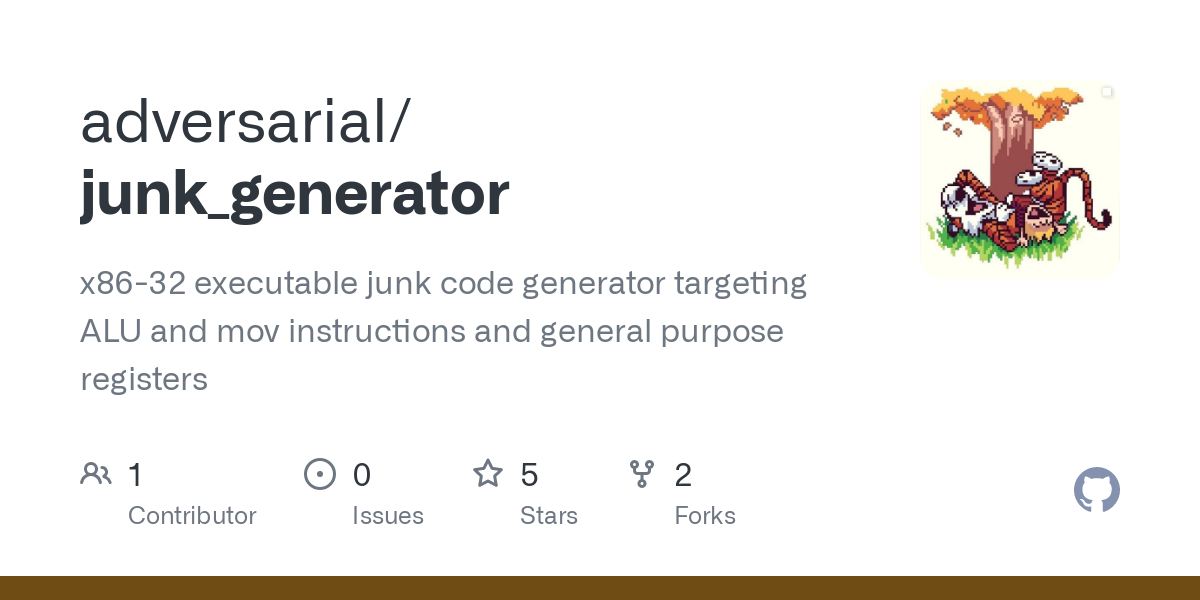 adversarial/
junk_generator
x86-32 executable junk code generator targeting
ALU and mov instructions and general purpose
registers
1 0 5 2
Contributor Issues Stars Forks